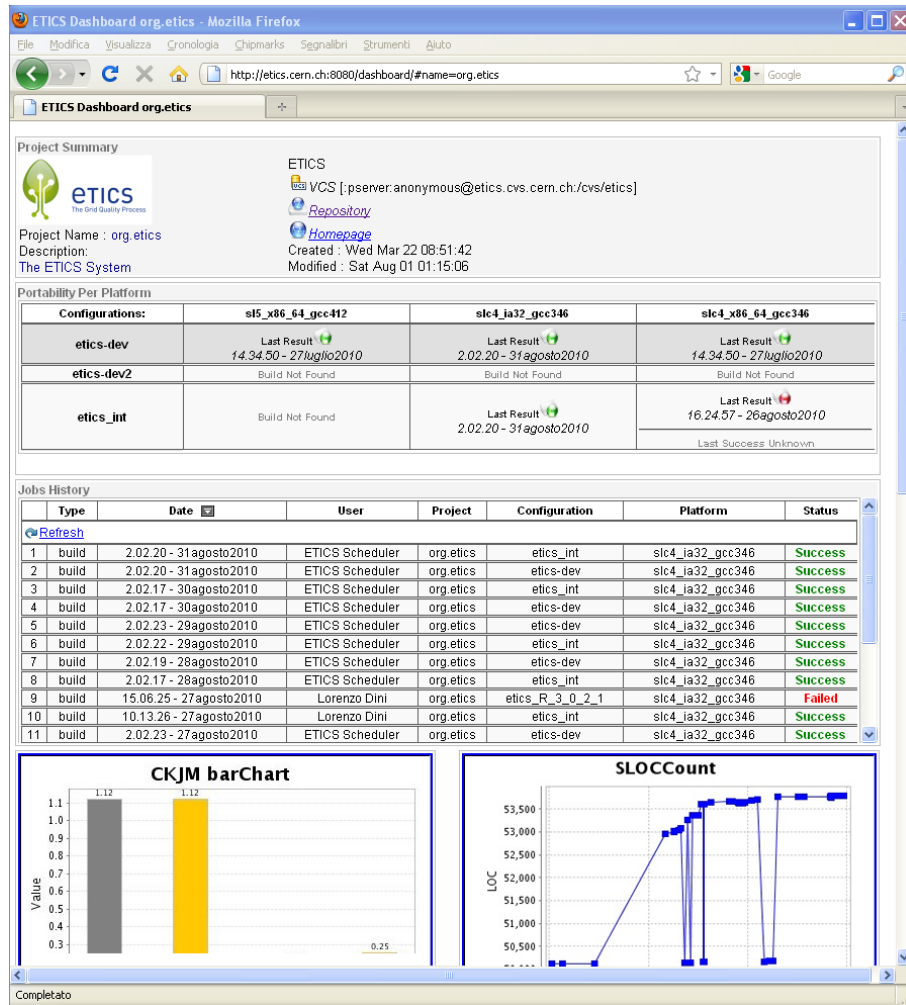 ETICS Dashboard org.etics - Mozilla Firefox
File Modifica Visualizza Cronologia Chipmarks Segnalibri Strumenti Aiuto
http://etics.cern.ch:8080/dashboard/#name=org.etics Google
ETICS Dashboard org.etics
Project Summary
etics
The Grid Quality Process
Project Name : org.etics
Description:
The ETICS System
ETICS
VCS [:pserver:anonymous@etics.cvs.cern.ch:/cvs/etics]
Repository
Homepage
Created : Wed Mar 22 08:51:42
Modified : Sat Aug 01 01:15:06
Portability Per Platform
Configurations: sl5_x86_64_gcc412 slc4_ia32_gcc346 slc4_x86_64_gcc346
etics-dev Last Result Last Result Last Result
14.34.50 - 27luglio2010 2.02.20 - 31agosto2010 14.34.50 - 27luglio2010
etics-dev2 Build Not Found Build Not Found Build Not Found
etics_int Build Not Found Last Result Last Result
2.02.20 - 31agosto2010 16.24.57 - 26agosto2010
Last Success Unknown
Jobs History
Type Date User Project Configuration Platform Status
Refresh
1 build 2.02.20 - 31agosto2010 ETICS Scheduler org.etics etics_int slc4_ia32_gcc346 Success
2 build 2.02.20 - 31agosto2010 ETICS Scheduler org.etics etics-dev slc4_ia32_gcc346 Success
3 build 2.02.17 - 30agosto2010 ETICS Scheduler org.etics etics_int slc4_ia32_gcc346 Success
4 build 2.02.17 - 30agosto2010 ETICS Scheduler org.etics etics-dev slc4_ia32_gcc346 Success
5 build 2.02.23 - 29agosto2010 ETICS Scheduler org.etics etics-dev slc4_ia32_gcc346 Success
6 build 2.02.22 - 29agosto2010 ETICS Scheduler org.etics etics_int slc4_ia32_gcc346 Success
7 build 2.02.19 - 28agosto2010 ETICS Scheduler org.etics etics-dev slc4_ia32_gcc346 Success
8 build 2.02.17 - 28agosto2010 ETICS Scheduler org.etics etics_int slc4_ia32_gcc346 Success
9 build 15.06.25 - 27agosto2010 Lorenzo Dini org.etics etics_R_3_0_2_1 slc4_ia32_gcc346 Failed
10 build 10.13.26 - 27agosto2010 Lorenzo Dini org.etics etics_int slc4_ia32_gcc346 Success
11 build 2.02.23 - 27agosto2010 ETICS Scheduler org.etics etics-dev slc4_ia32_gcc346 Success
CKJM barChart
1.12 1.12
1.1
1.0
0.9
0.8
0.7
0.6
0.5
0.4
0.3
0.25
Value
SLOCCount
53,500
53,000
52,500
52,000
51,500
51,000
50,500
LOC
Completato